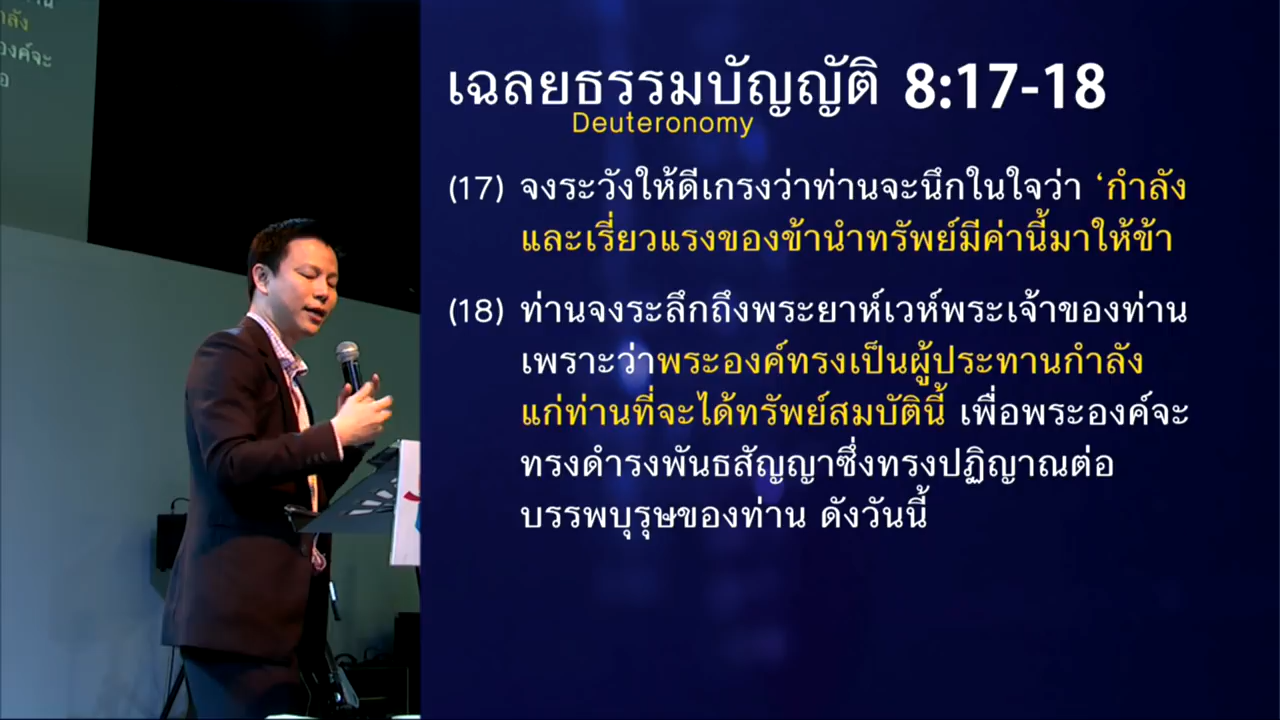 าลัง
องค์จะ
อ
เฉลยธรรมบัญญัติ 8:17-18
Deuteronomy
(17) จงระวังให้ดีเกรงว่าท่านจะนึกในใจว่า ‘กำลัง
และเรี่ยวแรงของข้านำทรัพย์มีค่านี้มาให้ข้า
(18) ท่านจงระลึกถึงพระยาห์เวห์พระเจ้าของท่าน
เพราะว่าพระองค์ทรงเป็นผู้ประทานกำลัง
แก่ท่านที่จะได้ทรัพย์สมบัตินี้ เพื่อพระองค์จะ
ทรงดำรงพันธสัญญาซึ่งทรงปฏิญาณต่อ
บรรพบุรุษของท่าน ดังวันนี้